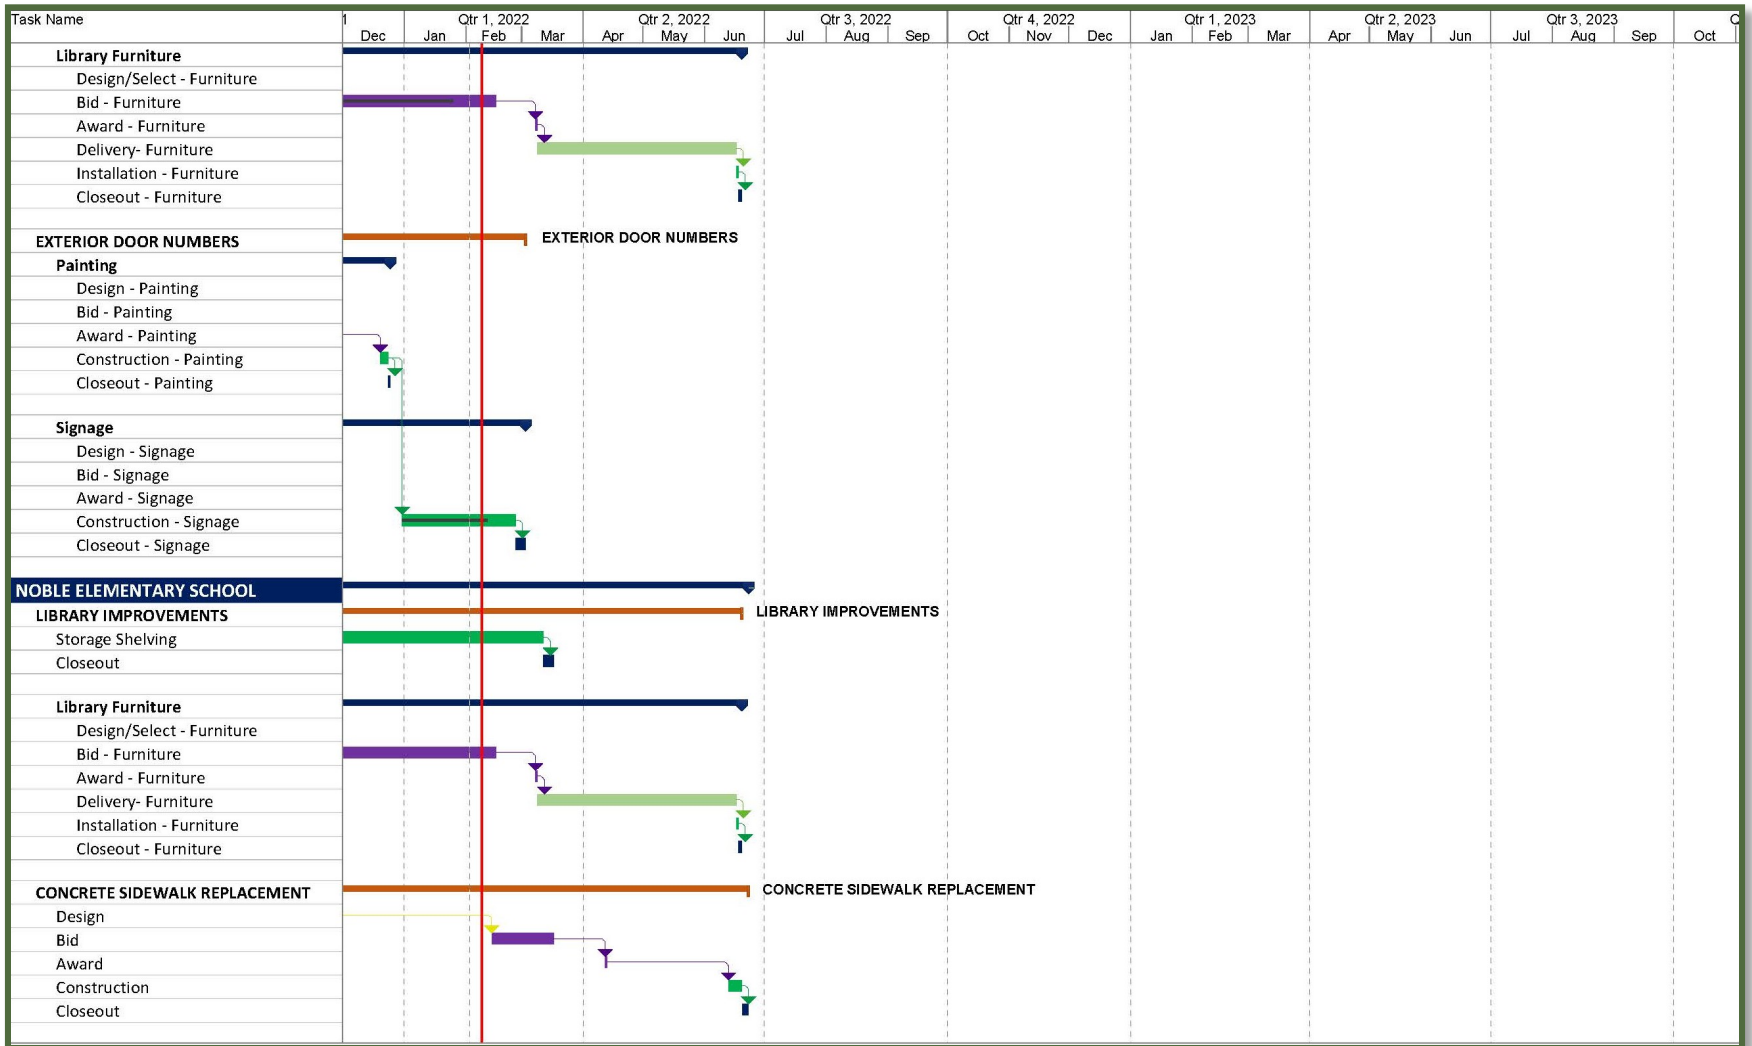 Task Name
1 Qtr 1, 2022 Qtr 2, 2022 Qtr 3, 2022 Qtr 4, 2022 Qtr 1, 2023 Qtr 2, 2023 Qtr 3, 2023
Dec Jan Feb Mar Apr May Jun Jul Aug Sep Oct Nov Dec Jan Feb Mar Apr May Jun Jul Aug Sep Oct
Library Furniture
Design/Select - Furniture
Bid - Furniture
Award - Furniture
Delivery- Furniture
Installation - Furniture
Closeout - Furniture
EXTERIOR DOOR NUMBERS EXTERIOR DOOR NUMBERS
Painting
Design - Painting
Bid - Painting
Award - Painting
Construction - Painting
Closeout - Painting
Signage
Design - Signage
Bid - Signage
Award - Signage
Construction - Signage
Closeout - Signage
NOBLE ELEMENTARY SCHOOL
LIBRARY IMPROVEMENTS LIBRARY IMPROVEMENTS
Storage Shelving
Closeout
Library Furniture
Design/Select - Furniture
Bid - Furniture
Award - Furniture
Delivery- Furniture
Installation - Furniture
Closeout - Furniture
CONCRETE SIDEWALK REPLACEMENT CONCRETE SIDEWALK REPLACEMENT
Design
Bid
Award
Construction
Closeout